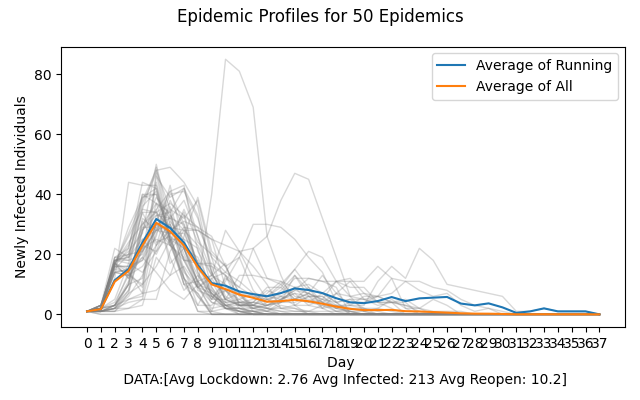 Epidemic Profiles for 50 Epidemics
Average of Running
Average of All
Newly Infected Individuals
80
60
40
20
0
0 1 2 3 4 5 6 7 8 9 10 11 12 13 14 15 16 17 18 19 20 21 22 23 24 25 26 27 28 29 30 31 32 33 34 35 36 37
Day
DATA:[Avg Lockdown: 2.76 Avg Infected: 213 Avg Reopen: 10.2]